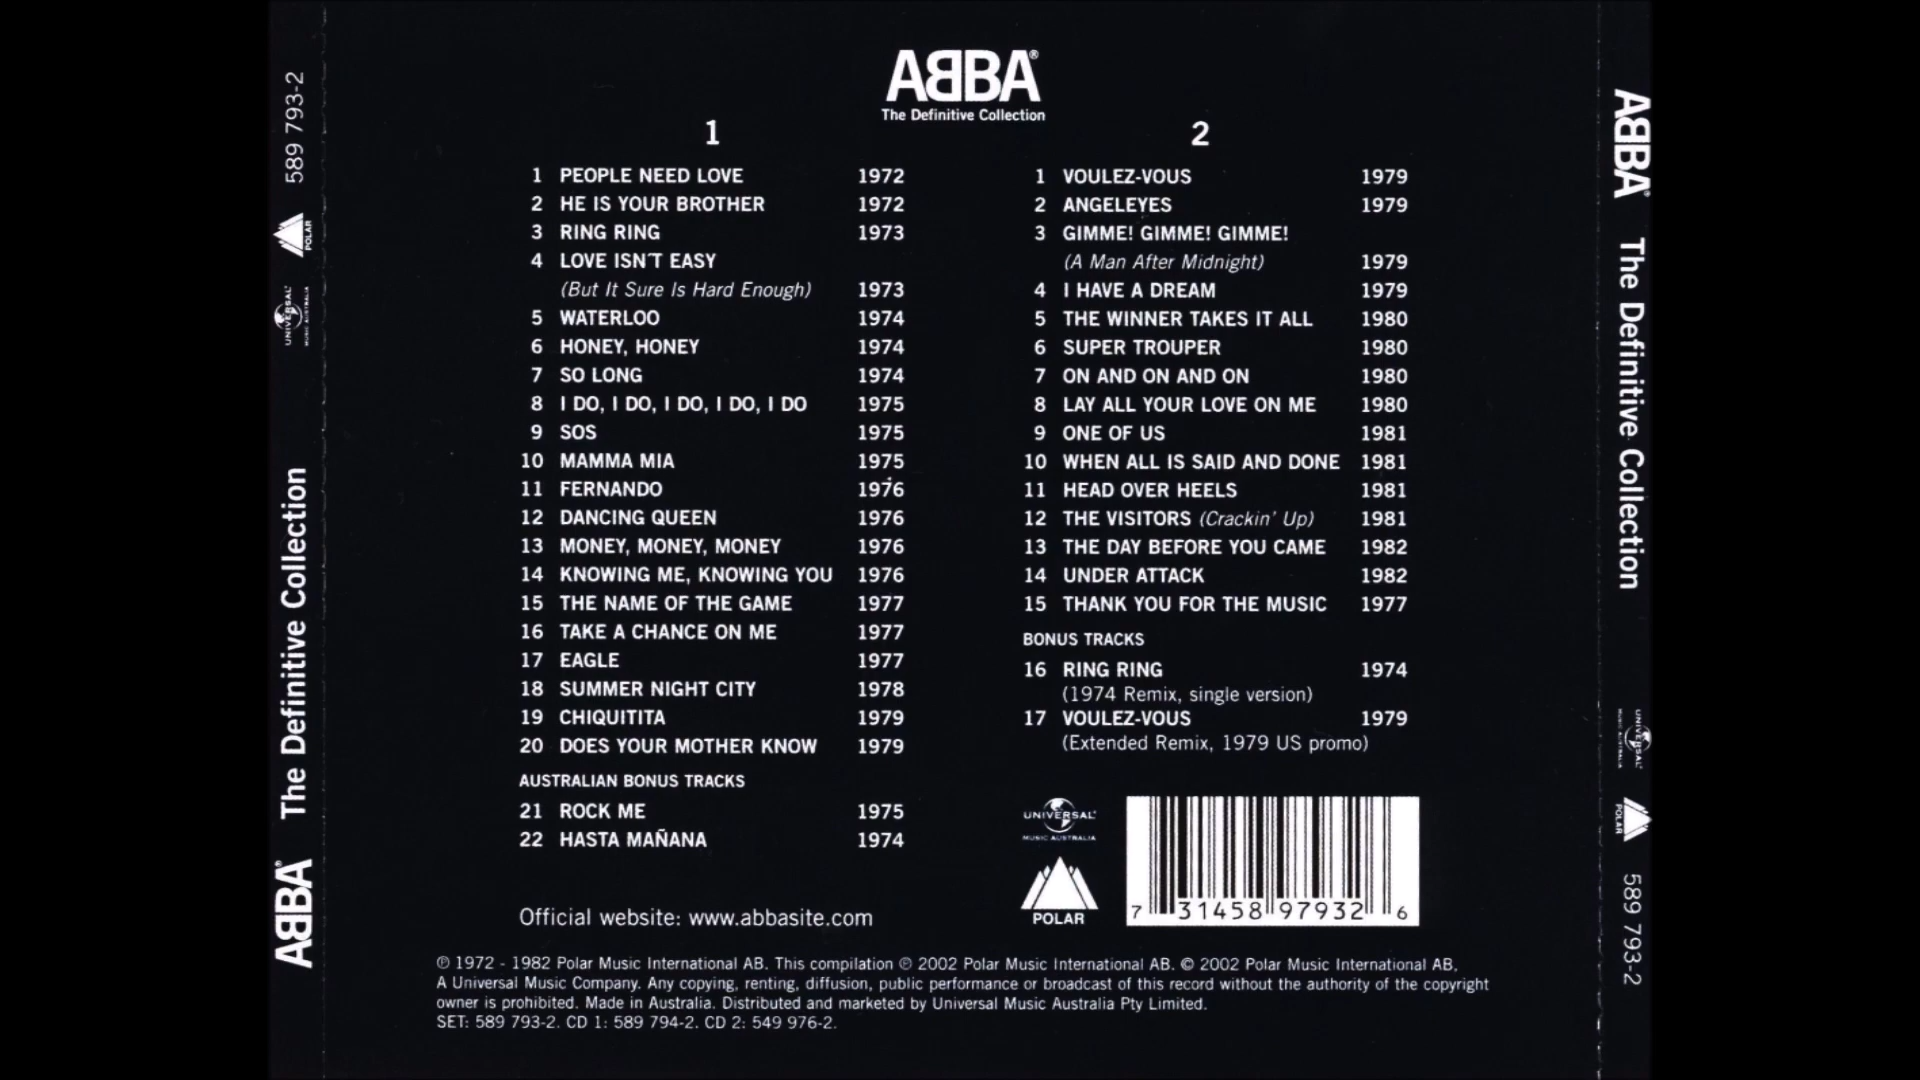 589 793-2
POLAR
UNIVERSAL
MUSIC AUSTRALIA
The Definitive Collection
ABBA
ABBA®
The Definitive Collection
1
1 PEOPLE NEED LOVE 1972
2 HE IS YOUR BROTHER 1972
3 RING RING 1973
4 LOVE ISN'T EASY
(But It Sure Is Hard Enough) 1973
5 WATERLOO 1974
6 HONEY, HONEY 1974
7 SO LONG 1974
8 I DO, I DO, I DO, I DO, I DO 1975
9 SOS 1975
10 MAMMA MIA 1975
11 FERNANDO 1976
12 DANCING QUEEN 1976
13 MONEY, MONEY, MONEY 1976
14 KNOWING ME, KNOWING YOU 1976
15 THE NAME OF THE GAME 1977
16 TAKE A CHANCE ON ME 1977
17 EAGLE 1977
18 SUMMER NIGHT CITY 1978
19 CHIQUITITA 1979
20 DOES YOUR MOTHER KNOW 1979
AUSTRALIAN BONUS TRACKS
21 ROCK ME 1975
22 HASTA MAÑANA 1974
Official website: www.abbasite.com
2
1 VOULEZ-VOUS 1979
2 ANGELEYES 1979
3 GIMME! GIMME! GIMME!
(A Man After Midnight) 1979
4 I HAVE A DREAM 1979
5 THE WINNER TAKES IT ALL 1980
6 SUPER TROUPER 1980
7 ON AND ON AND ON 1980
8 LAY ALL YOUR LOVE ON ME 1980
9 ONE OF US 1981
10 WHEN ALL IS SAID AND DONE 1981
11 HEAD OVER HEELS 1981
12 THE VISITORS (Crackin' Up) 1981
13 THE DAY BEFORE YOU CAME 1982
14 UNDER ATTACK 1982
15 THANK YOU FOR THE MUSIC 1977
BONUS TRACKS
16 RING RING 1974
(1974 Remix, single version)
17 VOULEZ-VOUS 1979
(Extended Remix, 1979 US promo)
UNIVERSAL
MUSIC AUSTRALIA
POLAR
7 31458 97932 6
℗ 1972 - 1982 Polar Music International AB. This compilation ℗ 2002 Polar Music International AB. © 2002 Polar Music International AB,
A Universal Music Company. Any copying, renting, diffusion, public performance or broadcast of this record without the authority of the copyright
owner is prohibited. Made in Australia. Distributed and marketed by Universal Music Australia Pty Limited.
SET: 589 793-2. CD 1: 589 794-2. CD 2: 549 976-2.
ABBA®
The Definitive Collection
UNIVERSAL
MUSIC AUSTRALIA
POLAR
589 793-2